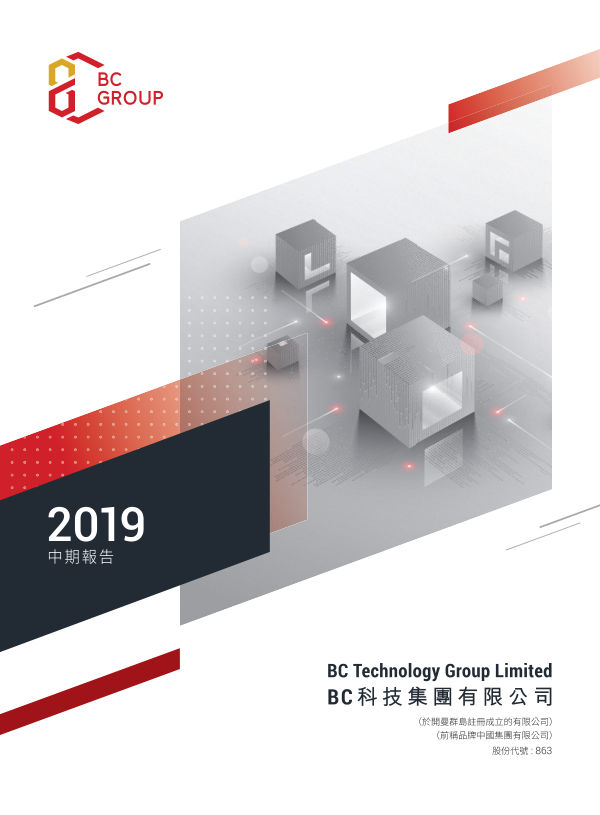 BC
GROUP
2019
中期報告
BC Technology Group Limited
BC科技集團有限公司
（於開曼群島註冊成立的有限公司）
（前稱品牌中國集團有限公司）
股份代號 : 863